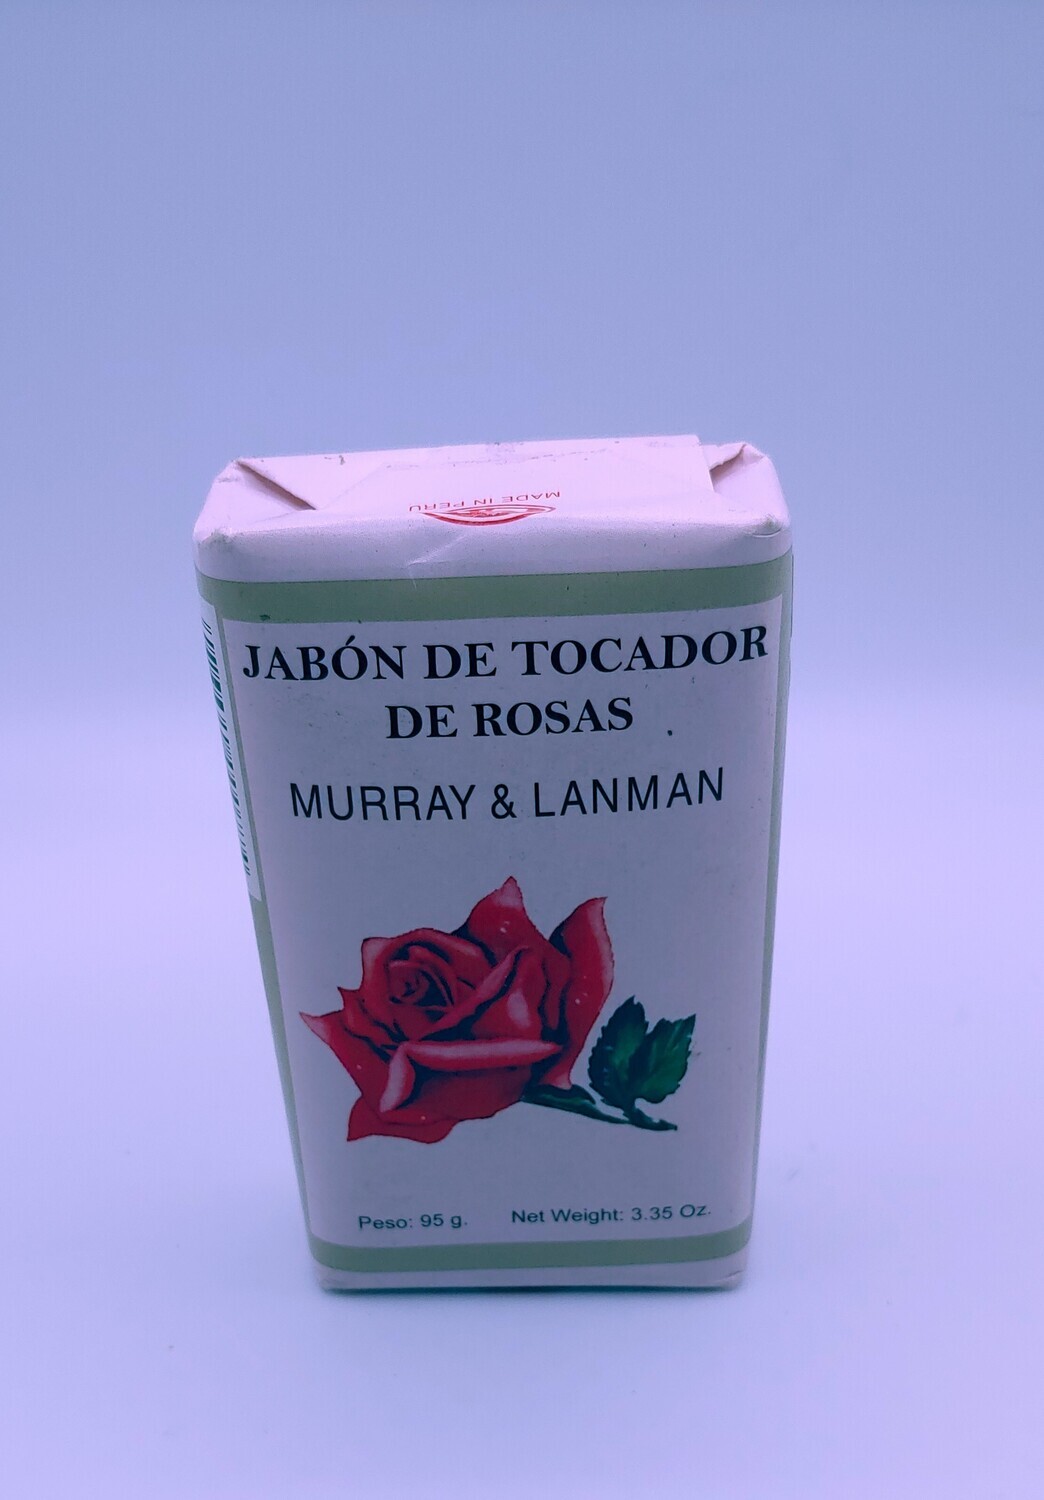 MADE IN PERU
JABÓN DE TOCADOR
DE ROSAS
MURRAY & LANMAN
Peso: 95 g. Net Weight: 3.35 Oz.